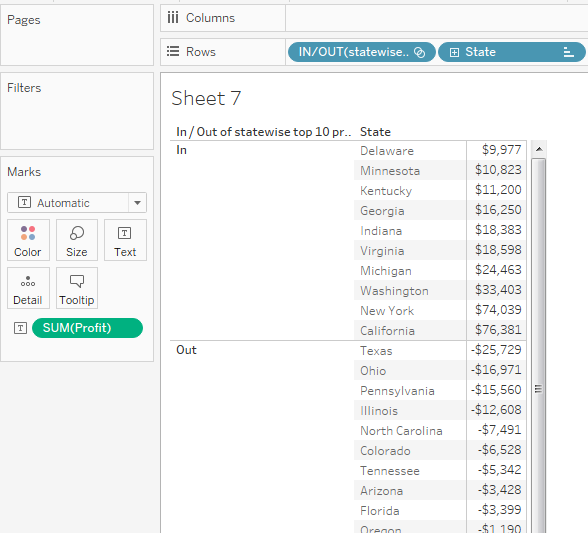 Pages
Columns
Rows
IN/OUT(statewise..
State
Filters
Sheet 7
In / Out of statewise top 10 pr..
State
In
Delaware $9,977
Minnesota $10,823
Kentucky $11,200
Georgia $16,250
Indiana $18,383
Virginia $18,598
Michigan $24,463
Washington $33,403
New York $74,039
California $76,381
Out
Texas -$25,729
Ohio -$16,971
Pennsylvania -$15,560
Illinois -$12,608
North Carolina -$7,491
Colorado -$6,528
Tennessee -$5,342
Arizona -$3,428
Florida -$3,399
Oregon -$1,190
Marks
T Automatic
Color
Size
T
Text
Detail
Tooltip
T SUM(Profit)